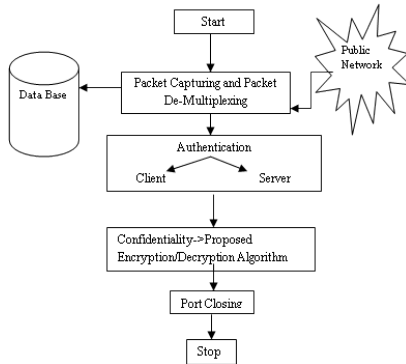 Start
Public
Network
Data Base
Packet Capturing and Packet
De-Multiplexing
Authentication
Client Server
Confidentiality->Proposed
Encryption/Decryption Algorithm
Port Closing
Stop